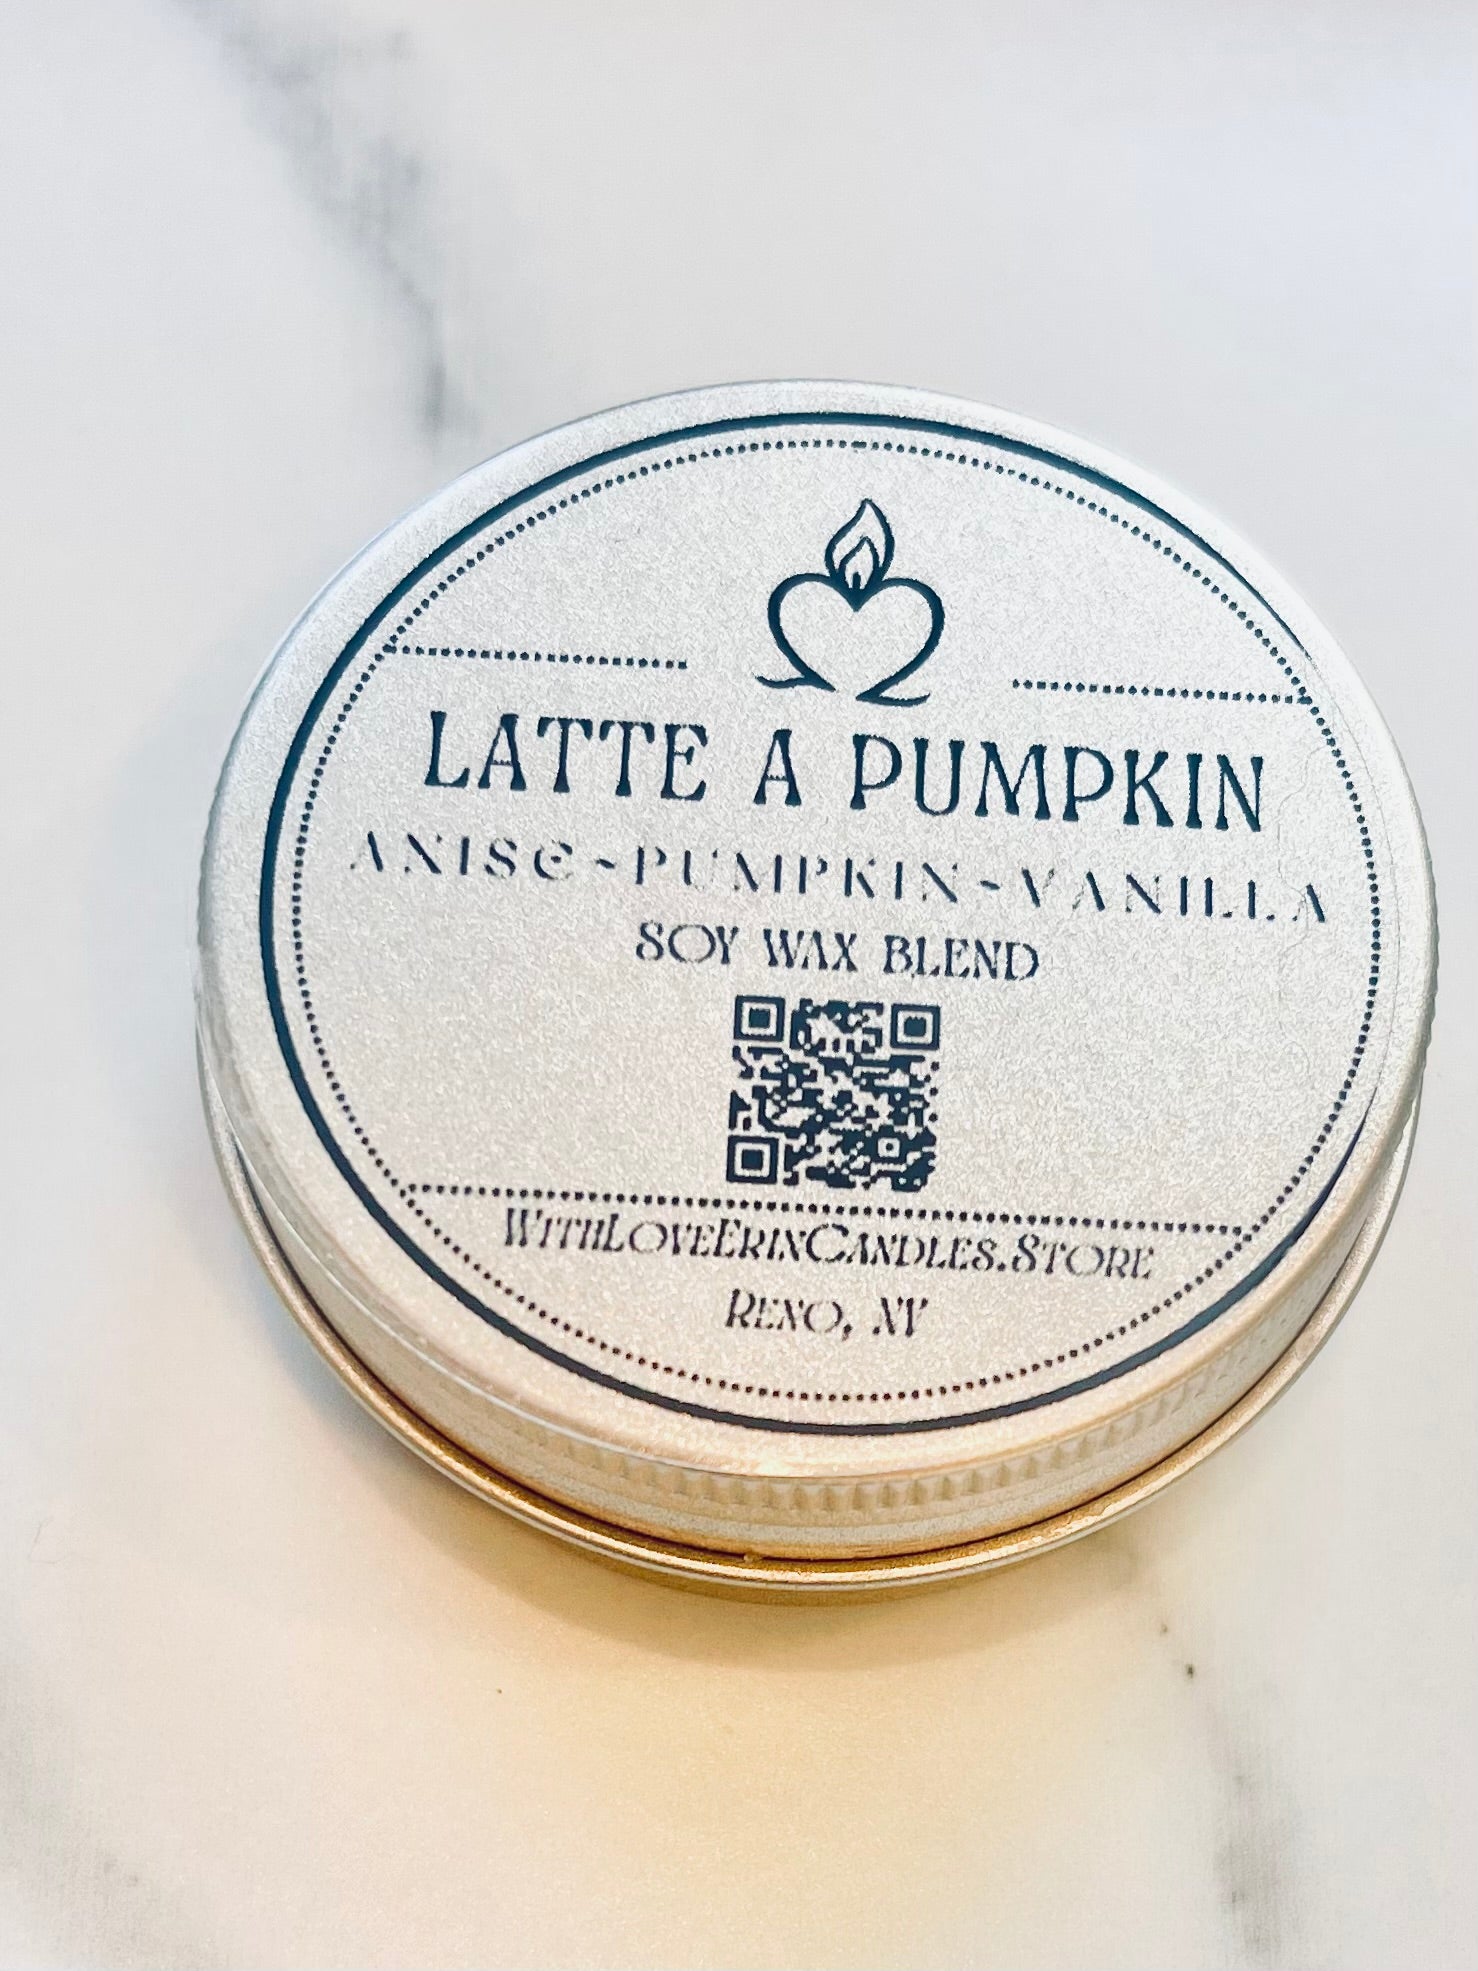 LATTE A PUMPKIN
ANISE~PUMPKIN~VANILLA
SOY WAX BLEND
WITHLOVEERINCANDLES.STORE
RENO, NV